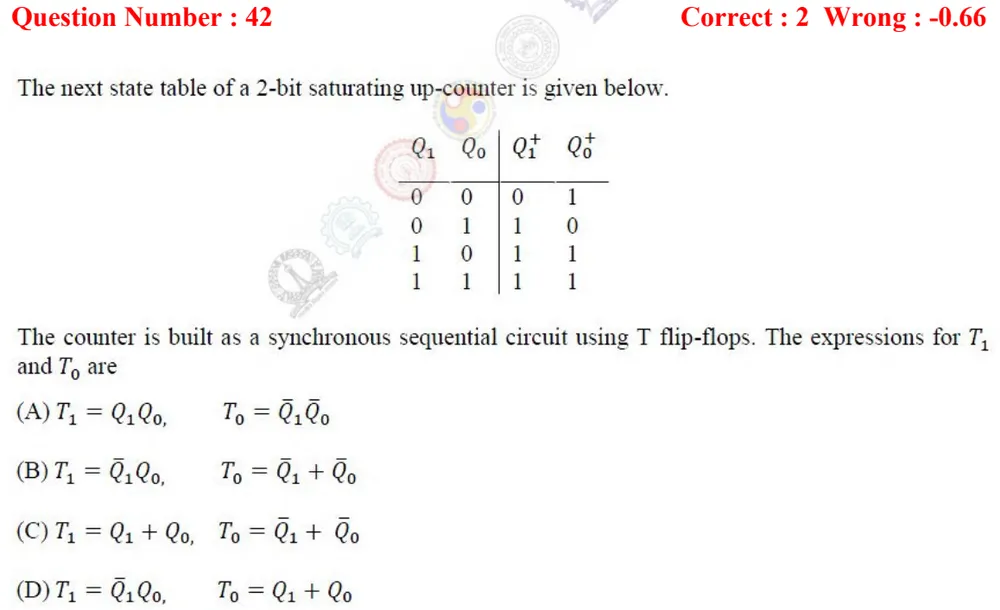 Question Number : 42 Correct : 2 Wrong : -0.66
The next state table of a 2-bit saturating up-counter is given below.
Q₁ Q₀ Q₁⁺ Q₀⁺
0 0 0 1
0 1 1 0
1 0 1 1
1 1 1 1
The counter is built as a synchronous sequential circuit using T flip-flops. The expressions for T₁
and T₀ are
(A) T₁ = Q₁Q₀, T₀ = Q̄₁Q̄₀
(B) T₁ = Q̄₁Q₀, T₀ = Q̄₁ + Q̄₀
(C) T₁ = Q₁ + Q₀, T₀ = Q̄₁ + Q̄₀
(D) T₁ = Q̄₁Q₀, T₀ = Q₁ + Q₀